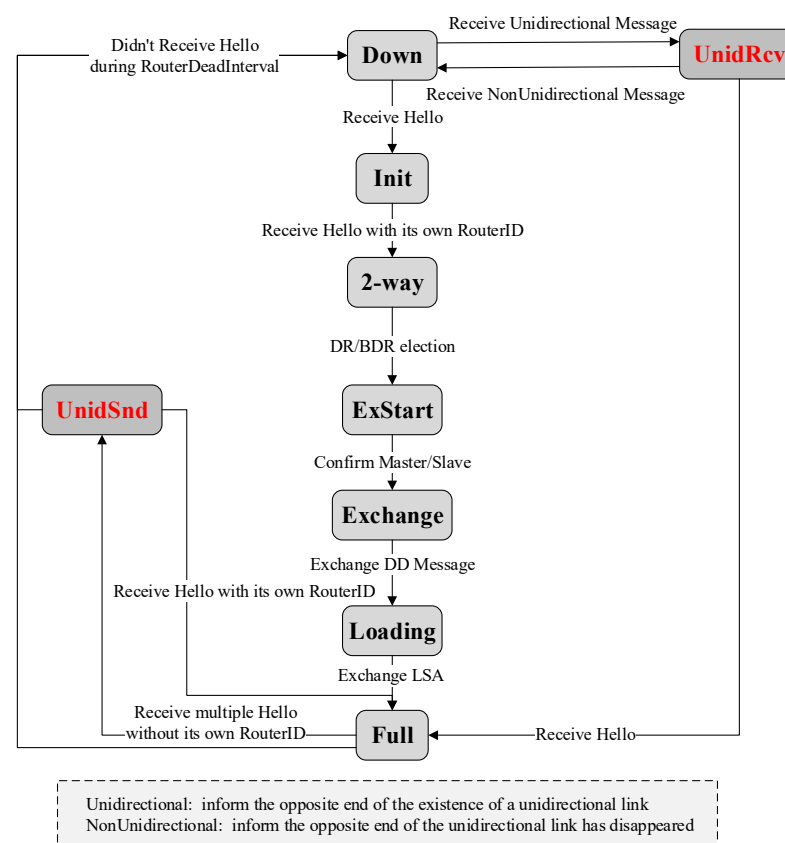 Receive Unidirectional Message
Didn't Receive Hello
during RouterDeadInterval
Down
UnidRcv
Receive NonUnidirectional Message
Receive Hello
Init
Receive Hello with its own RouterID
2-way
DR/BDR election
UnidSnd
ExStart
Confirm Master/Slave
Exchange
Exchange DD Message
Receive Hello with its own RouterID
Loading
Exchange LSA
Receive multiple Hello
without its own RouterID
Full
Receive Hello
Unidirectional: inform the opposite end of the existence of a unidirectional link
NonUnidirectional: inform the opposite end of the unidirectional link has disappeared